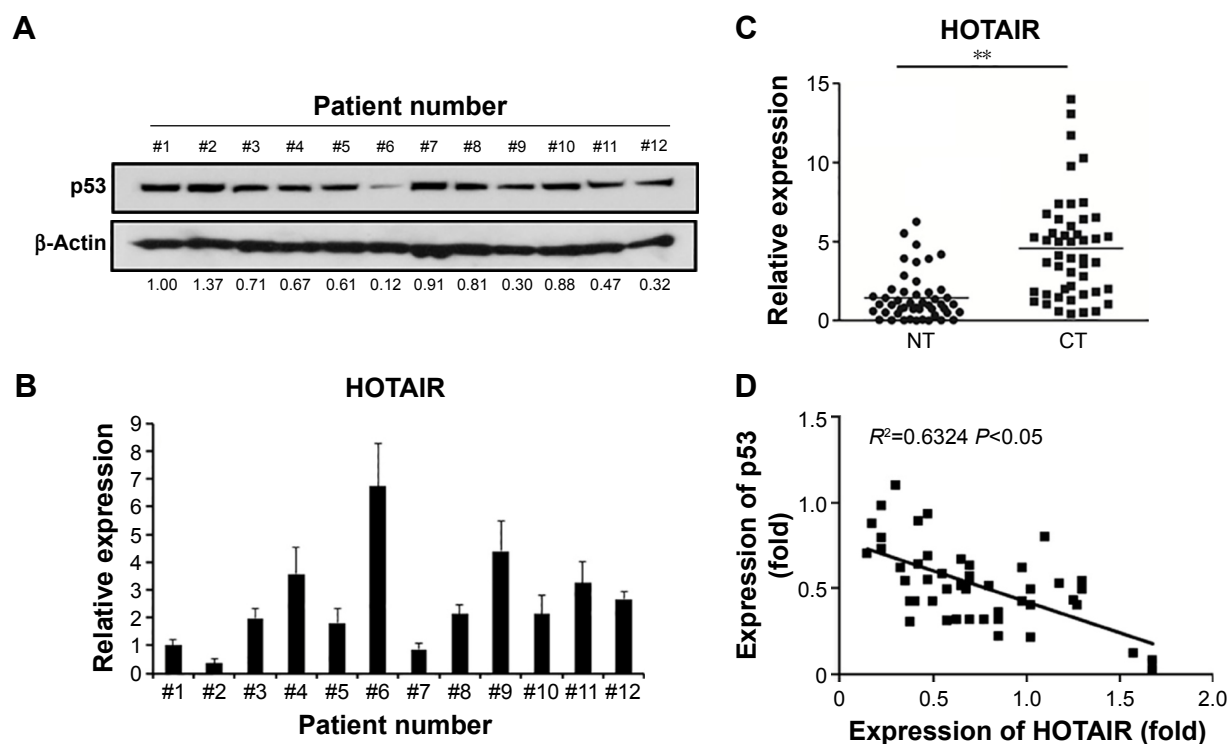 A
Patient number
#1 #2 #3 #4 #5 #6 #7 #8 #9 #10 #11 #12
p53
β-Actin
1.00 1.37 0.71 0.67 0.61 0.12 0.91 0.81 0.30 0.88 0.47 0.32
B
HOTAIR
Relative expression
9
8
7
6
5
4
3
2
1
0
#1 #2 #3 #4 #5 #6 #7 #8 #9 #10 #11 #12
Patient number
C
HOTAIR
**
Relative expression
15
10
5
0
NT CT
D
R²=0.6324 P<0.05
Expression of p53
(fold)
1.5
1.0
0.5
0
0 0.5 1.0 1.5 2.0
Expression of HOTAIR (fold)